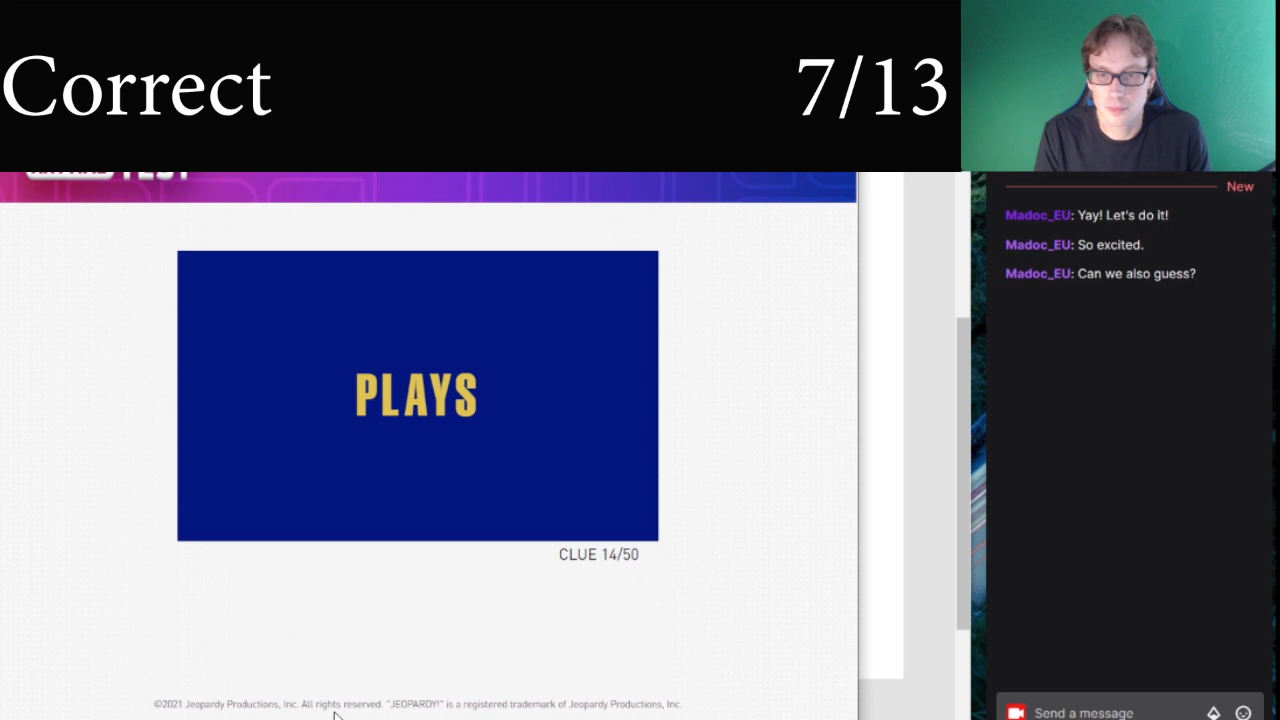 Correct 7/13
TEST
PLAYS
CLUE 14/50
©2021 Jeopardy Productions, Inc. All rights reserved. "JEOPARDY!" is a registered trademark of Jeopardy Productions, Inc.
New
Madoc_EU: Yay! Let's do it!
Madoc_EU: So excited.
Madoc_EU: Can we also guess?
Send a message